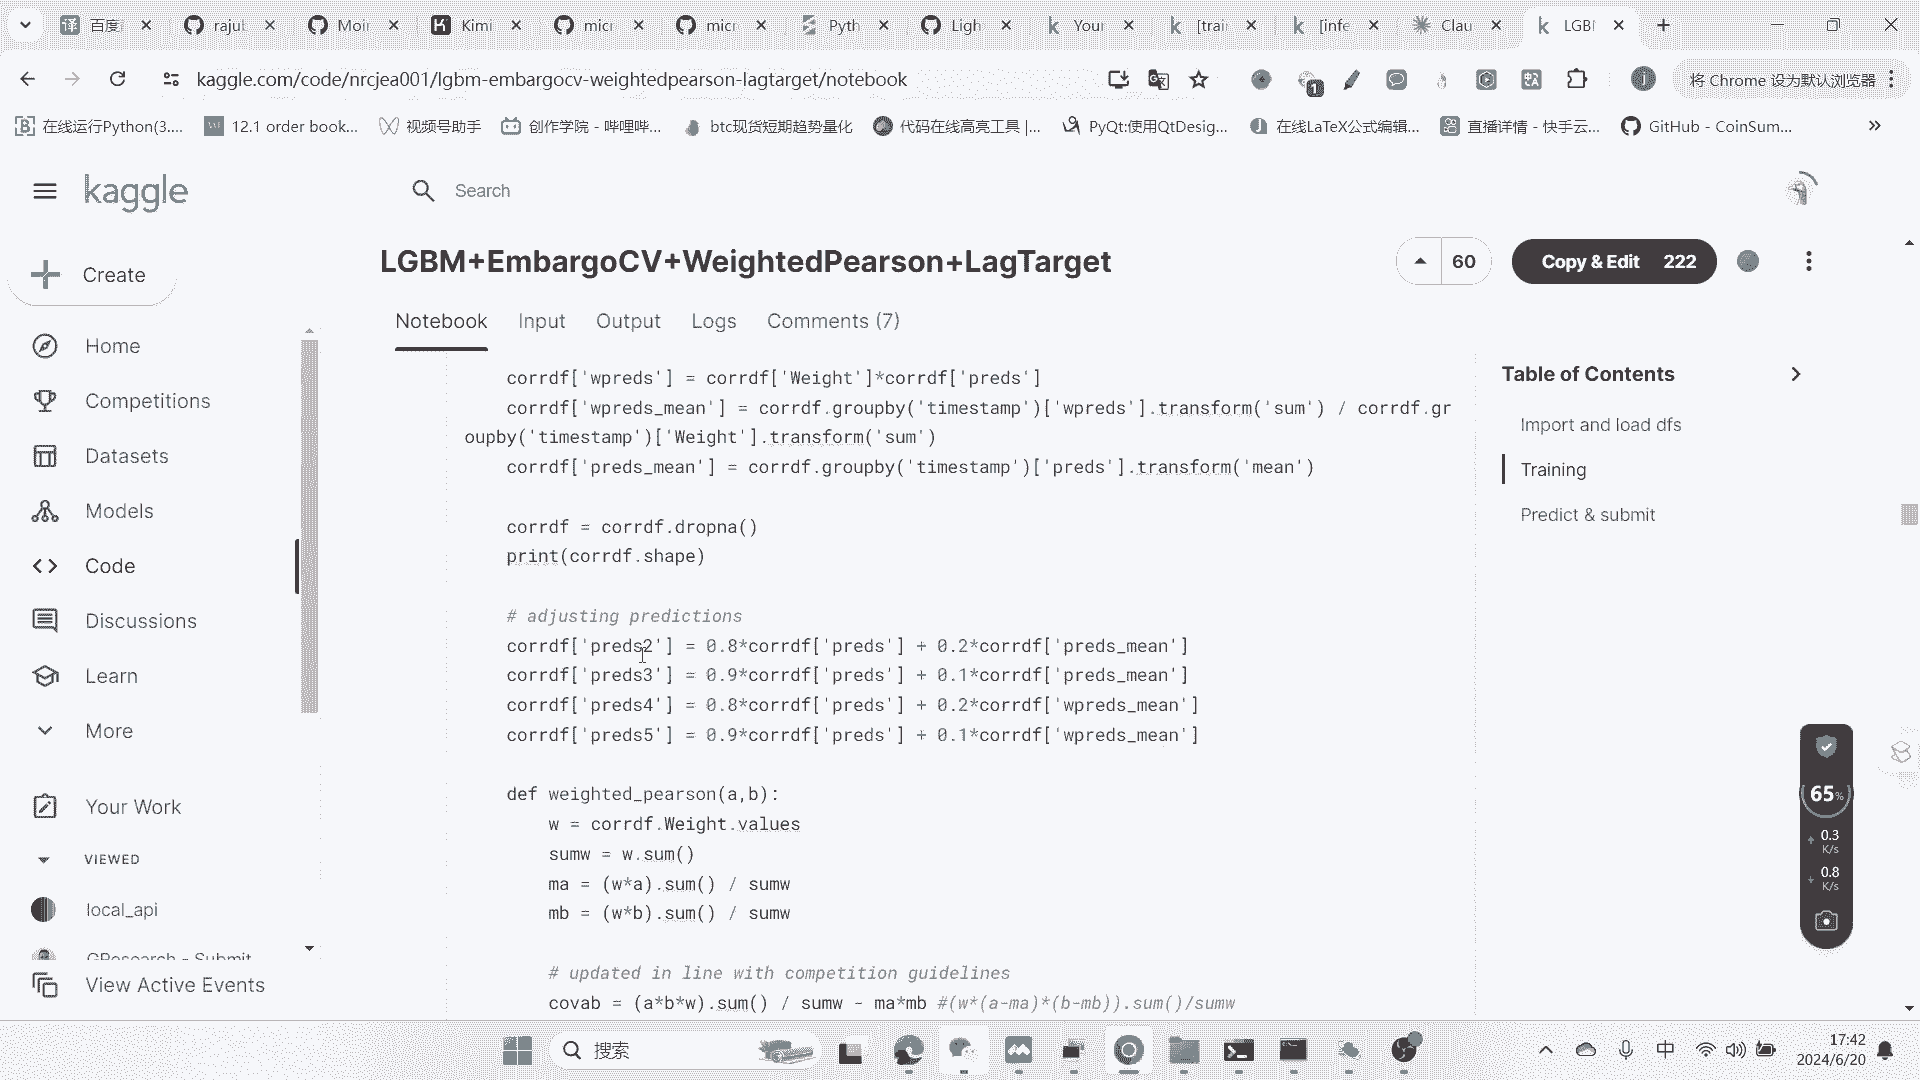 百度
rajut
Moir
Kimi
micr
micr
Pyth
Ligh
Your
[trai
[infe
Clau
LGBI
kaggle.com/code/nrcjea001/lgbm-embargocv-weightedpearson-lagtarget/notebook
1
将 Chrome 设为默认浏览器
在线运行Python(3....
12.1 order book...
视频号助手
创作学院 - 哔哩哔...
btc现货短期趋势量化
代码在线高亮工具 |...
PyQt:使用QtDesig...
在线LaTeX公式编辑...
直播详情 - 快手云...
GitHub - CoinSum...
kaggle
Search
Create
Home
Competitions
Datasets
Models
Code
Discussions
Learn
More
Your Work
VIEWED
local_api
GResearch - Submit
View Active Events
LGBM+EmbargoCV+WeightedPearson+LagTarget
60
Copy & Edit 222
Notebook
Input
Output
Logs
Comments (7)
corrdf['wpreds'] = corrdf['Weight']*corrdf['preds']
corrdf['wpreds_mean'] = corrdf.groupby('timestamp')['wpreds'].transform('sum') / corrdf.gr
oupby('timestamp')['Weight'].transform('sum')
corrdf['preds_mean'] = corrdf.groupby('timestamp')['preds'].transform('mean')
corrdf = corrdf.dropna()
print(corrdf.shape)
# adjusting predictions
corrdf['preds2'] = 0.8*corrdf['preds'] + 0.2*corrdf['preds_mean']
corrdf['preds3'] = 0.9*corrdf['preds'] + 0.1*corrdf['preds_mean']
corrdf['preds4'] = 0.8*corrdf['preds'] + 0.2*corrdf['wpreds_mean']
corrdf['preds5'] = 0.9*corrdf['preds'] + 0.1*corrdf['wpreds_mean']
def weighted_pearson(a,b):
w = corrdf.Weight.values
sumw = w.sum()
ma = (w*a).sum() / sumw
mb = (w*b).sum() / sumw
# updated in line with competition guidelines
covab = (a*b*w).sum() / sumw - ma*mb #(w*(a-ma)*(b-mb)).sum()/sumw
Table of Contents
Import and load dfs
Training
Predict & submit
65%
0.3
K/s
0.8
K/s
搜索
中
17:42
2024/6/20